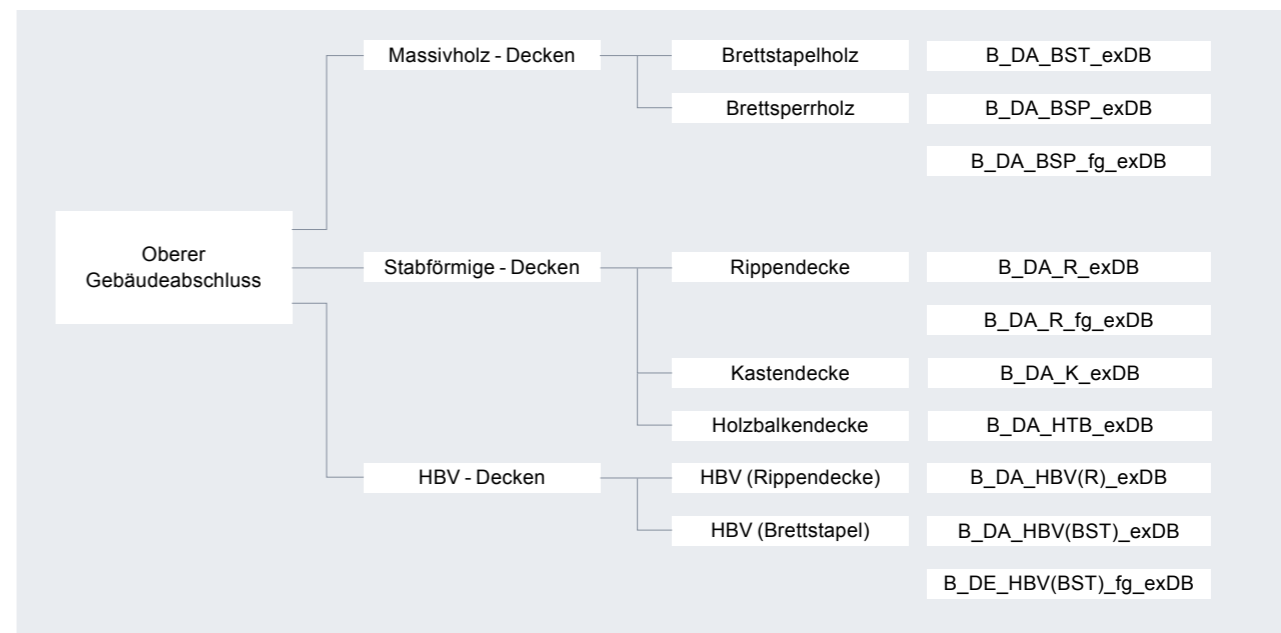 Massivholz - Decken
Brettstapelholz
B_DA_BST_exDB
Brettsperrholz
B_DA_BSP_exDB
B_DA_BSP_fg_exDB
Oberer
Gebäudeabschluss
Stabförmige - Decken
Rippendecke
B_DA_R_exDB
B_DA_R_fg_exDB
Kastendecke
B_DA_K_exDB
Holzbalkendecke
B_DA_HTB_exDB
HBV - Decken
HBV (Rippendecke)
B_DA_HBV(R)_exDB
HBV (Brettstapel)
B_DA_HBV(BST)_exDB
B_DE_HBV(BST)_fg_exDB